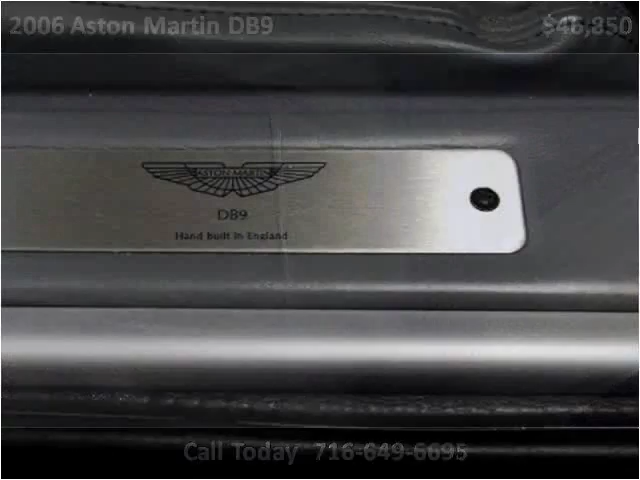 2006 Aston Martin DB9
$46,850
ASTON MARTIN
DB9
Hand built in England
Call Today 716-649-6695